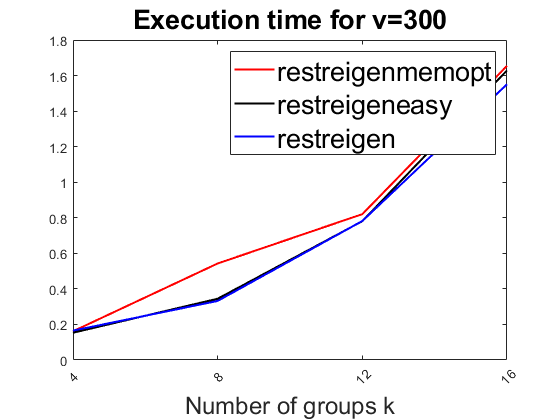 Execution time for v=300
1.8
1.6
1.4
1.2
1
0.8
0.6
0.4
0.2
0
restreigenmemopt
restreigeneasy
restreigen
4
8
12
16
Number of groups k